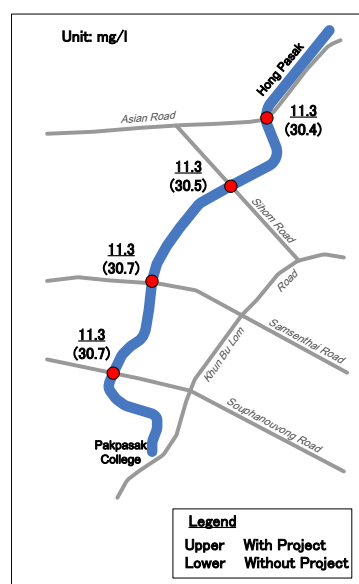 Unit: mg/l
Hong Pasak
Asian Road
11.3
(30.4)
11.3
(30.5)
Sihom Road
11.3
(30.7)
Road
Khun Bu Lom
Samsenthai Road
11.3
(30.7)
Souphanouvong Road
Pakpasak
College
Legend
Upper With Project
Lower Without Project